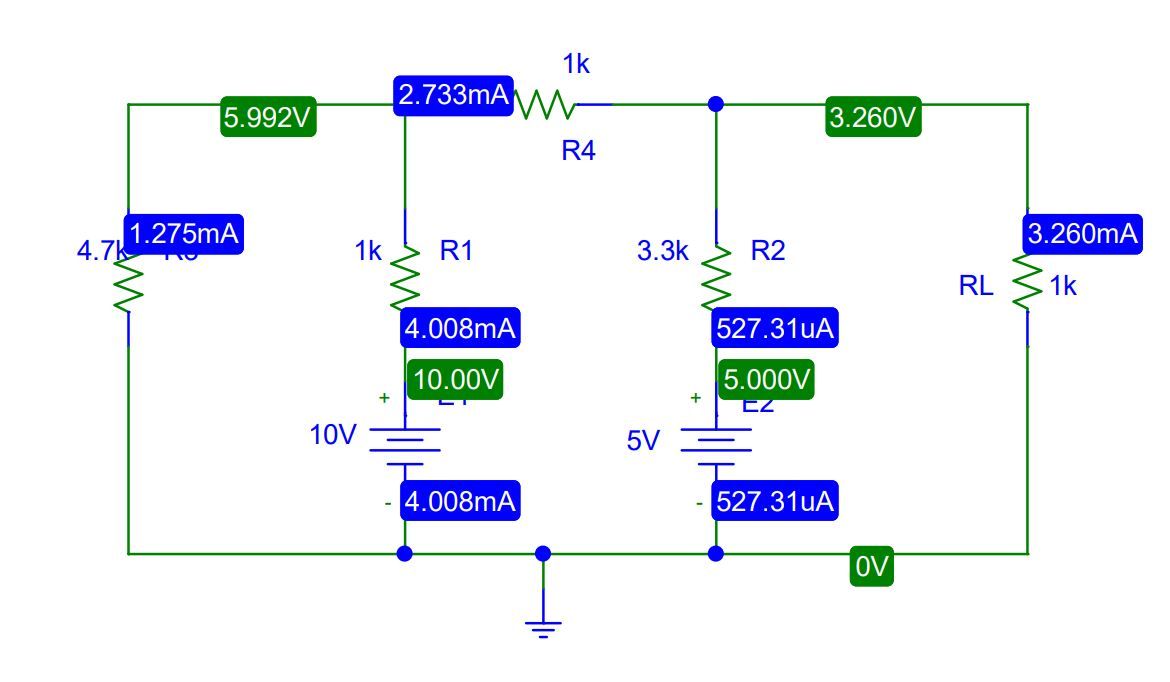 1k
2.733mA
5.992V
3.260V
R4
1.275mA
3.260mA
4.7k
1k
R1
3.3k
R2
RL
1k
4.008mA
527.31uA
10.00V
5.000V
+
+
E2
10V
5V
4.008mA
527.31uA
-
-
0V